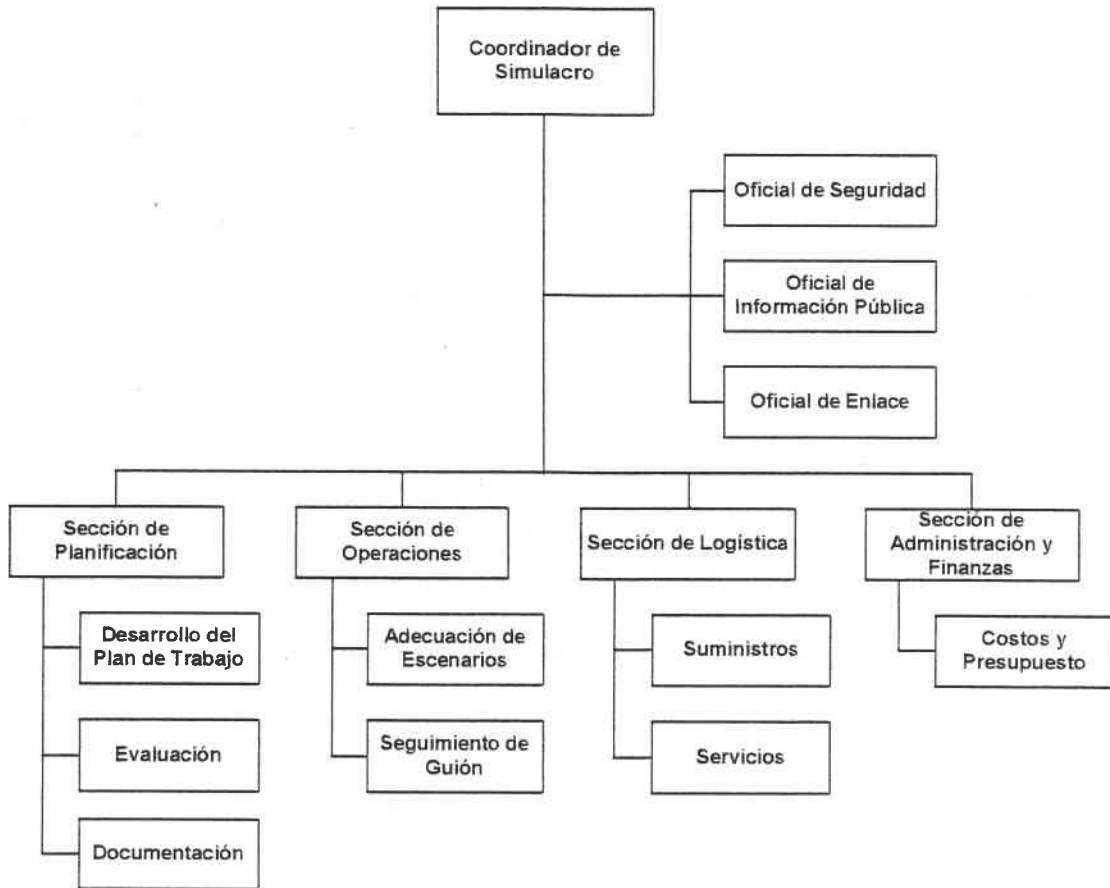 Coordinador de
Simulacro
Oficial de Seguridad
Oficial de
Información Pública
Oficial de Enlace
Sección de
Planificación
Desarrollo del
Plan de Trabajo
Evaluación
Documentación
Sección de
Operaciones
Adecuación de
Escenarios
Seguimiento de
Guión
Sección de Logística
Suministros
Servicios
Sección de
Administración y
Finanzas
Costos y
Presupuesto